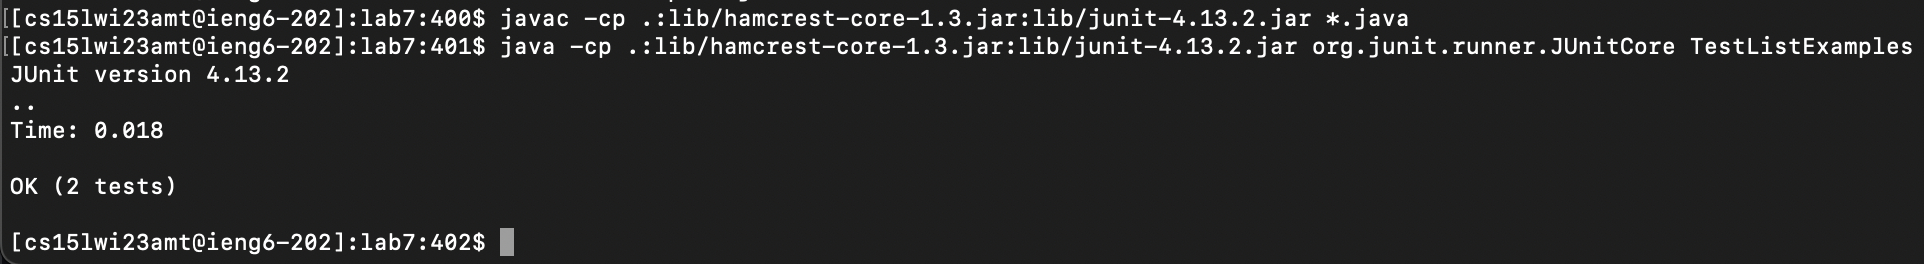 [[cs15lwi23amt@ieng6-202]:lab7:400$ javac -cp .:lib/hamcrest-core-1.3.jar:lib/junit-4.13.2.jar *.java
[[cs15lwi23amt@ieng6-202]:lab7:401$ java -cp .:lib/hamcrest-core-1.3.jar:lib/junit-4.13.2.jar org.junit.runner.JUnitCore TestListExamples
JUnit version 4.13.2
..
Time: 0.018
OK (2 tests)
[cs15lwi23amt@ieng6-202]:lab7:402$